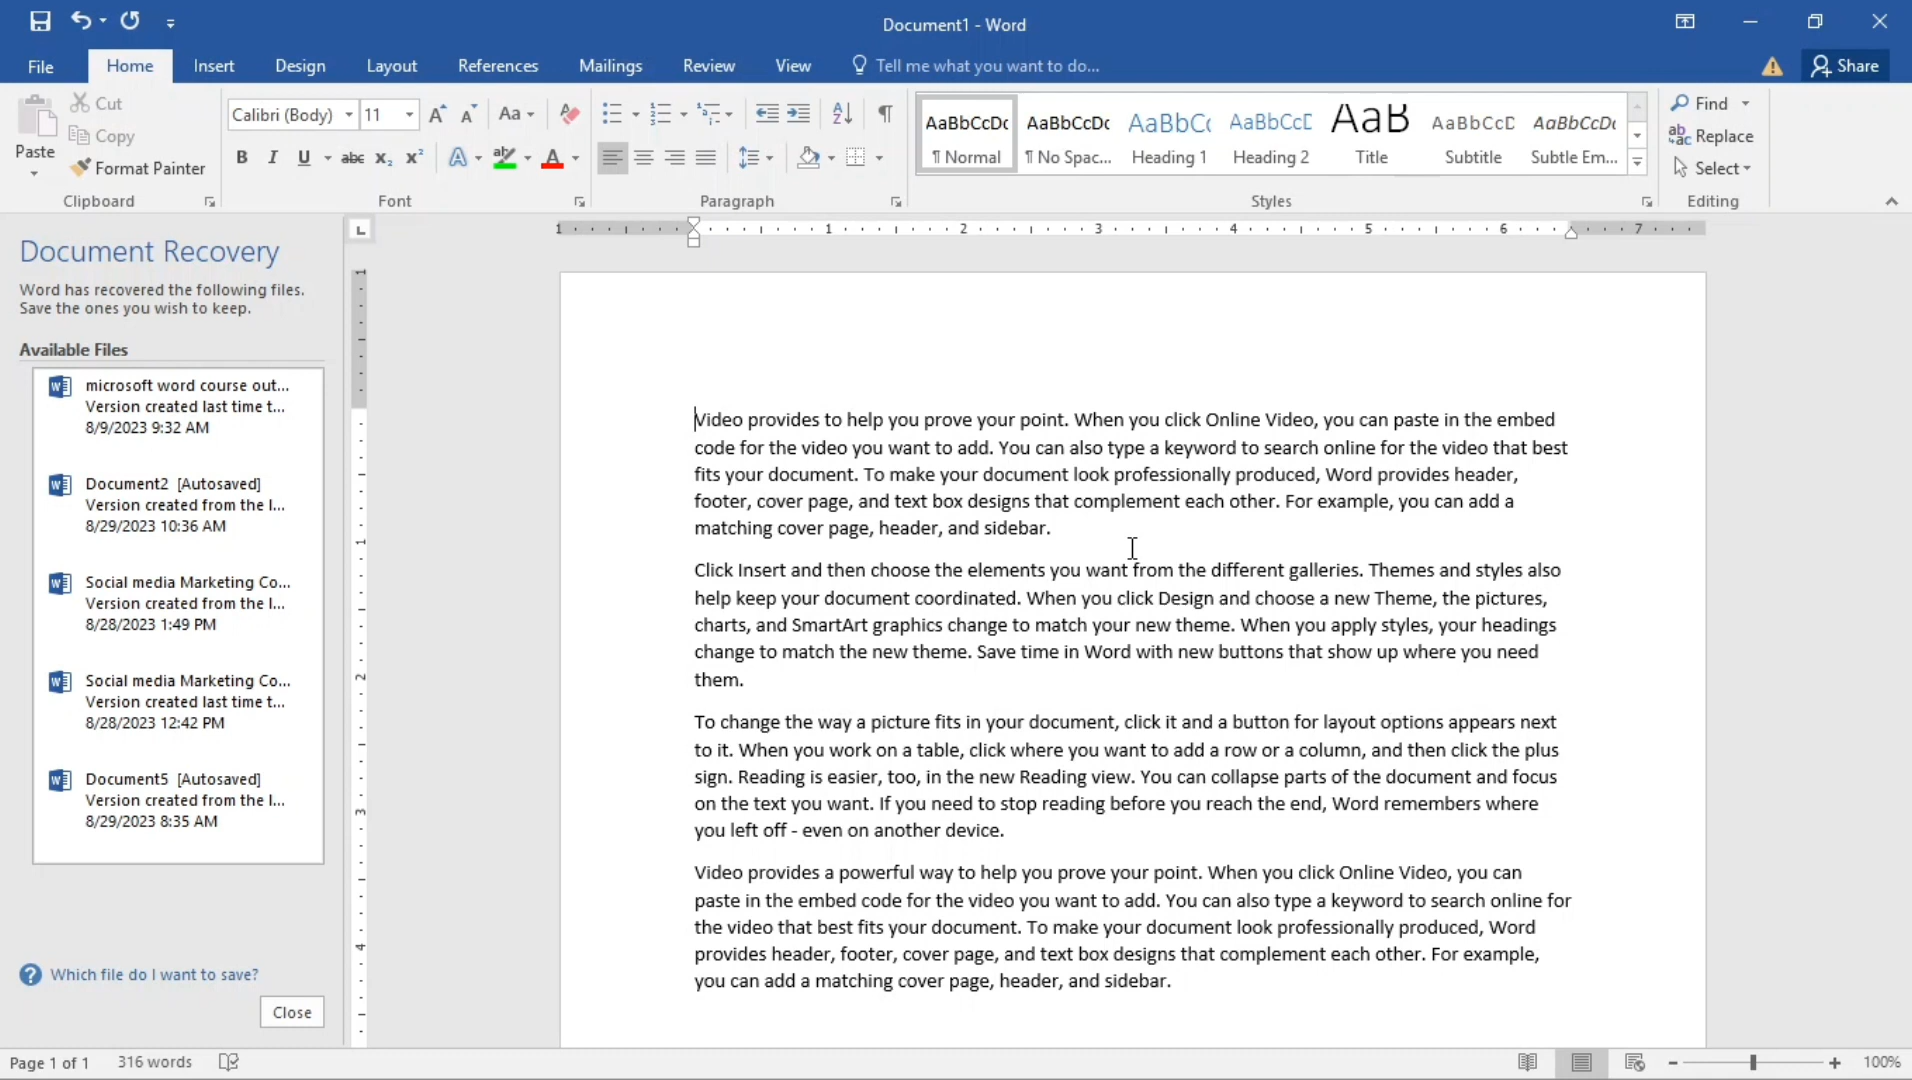 Document1 - Word
File Home Insert Design Layout References Mailings Review View Tell me what you want to do... Share
Paste
Cut
Copy
Format Painter
Clipboard
Calibri (Body) 11
Font
Paragraph
AaBbCcDc AaBbCcDc AaBbCc AaBbCcD AaB AaBbCcD AaBbCcDc
¶ Normal ¶ No Spac... Heading 1 Heading 2 Title Subtitle Subtle Em...
Styles
Find
Replace
Select
Editing
Document Recovery
Word has recovered the following files.
Save the ones you wish to keep.
Available Files
microsoft word course out...
Version created last time t...
8/9/2023 9:32 AM
Document2 [Autosaved]
Version created from the l...
8/29/2023 10:36 AM
Social media Marketing Co...
Version created from the l...
8/28/2023 1:49 PM
Social media Marketing Co...
Version created last time t...
8/28/2023 12:42 PM
Document5 [Autosaved]
Version created from the l...
8/29/2023 8:35 AM
Which file do I want to save?
Close
1 1 2 3 4 5 6 7
1
1
2
3
4
Video provides to help you prove your point. When you click Online Video, you can paste in the embed
code for the video you want to add. You can also type a keyword to search online for the video that best
fits your document. To make your document look professionally produced, Word provides header,
footer, cover page, and text box designs that complement each other. For example, you can add a
matching cover page, header, and sidebar.
Click Insert and then choose the elements you want from the different galleries. Themes and styles also
help keep your document coordinated. When you click Design and choose a new Theme, the pictures,
charts, and SmartArt graphics change to match your new theme. When you apply styles, your headings
change to match the new theme. Save time in Word with new buttons that show up where you need
them.
To change the way a picture fits in your document, click it and a button for layout options appears next
to it. When you work on a table, click where you want to add a row or a column, and then click the plus
sign. Reading is easier, too, in the new Reading view. You can collapse parts of the document and focus
on the text you want. If you need to stop reading before you reach the end, Word remembers where
you left off - even on another device.
Video provides a powerful way to help you prove your point. When you click Online Video, you can
paste in the embed code for the video you want to add. You can also type a keyword to search online for
the video that best fits your document. To make your document look professionally produced, Word
provides header, footer, cover page, and text box designs that complement each other. For example,
you can add a matching cover page, header, and sidebar.
Page 1 of 1 316 words 100%